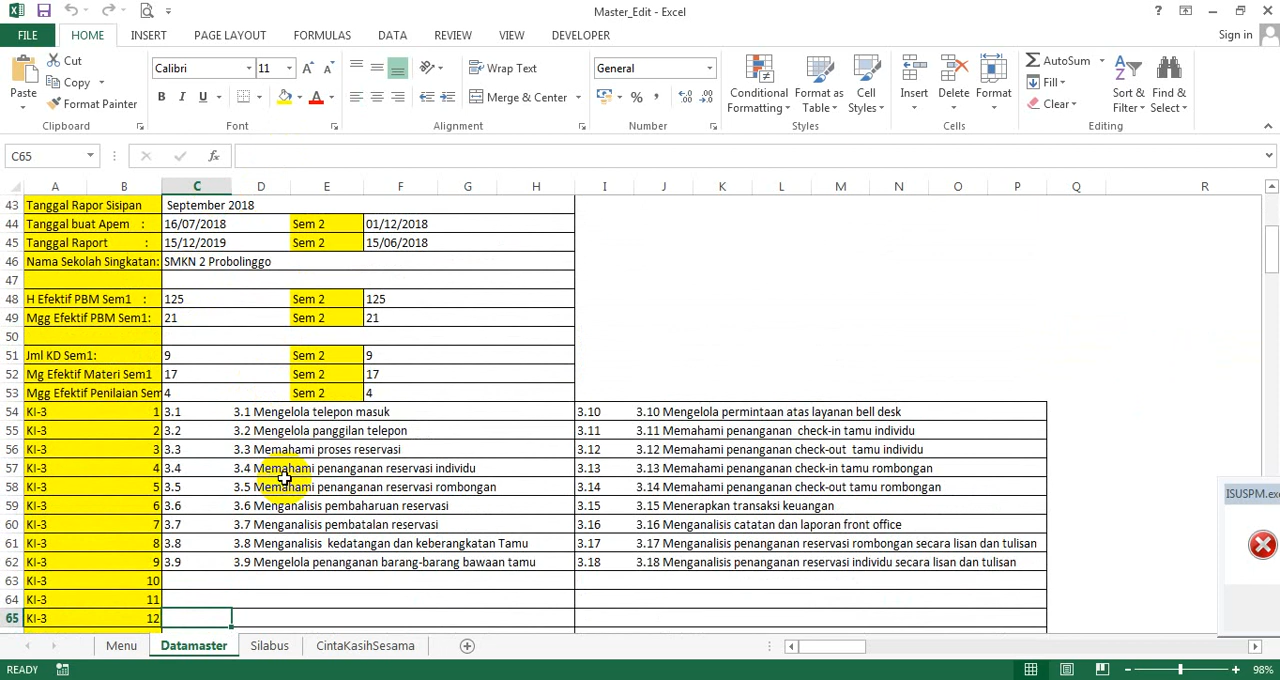 Master_Edit - Excel
FILE HOME INSERT PAGE LAYOUT FORMULAS DATA REVIEW VIEW DEVELOPER Sign in
Paste Cut Copy Format Painter Clipboard
Calibri 11 B I U A Font
Wrap Text Merge & Center Alignment
General % , Number
Conditional Formatting Format as Table Cell Styles Styles
Insert Delete Format Cells
AutoSum Fill Clear Sort & Filter Find & Select Editing
C65 fx
A B C D E F G H I J K L M N O P Q R
43 Tanggal Rapor Sisipan September 2018
44 Tanggal buat Apem : 16/07/2018 Sem 2 01/12/2018
45 Tanggal Raport : 15/12/2019 Sem 2 15/06/2018
46 Nama Sekolah Singkatan: SMKN 2 Probolinggo
47
48 H Efektif PBM Sem1 : 125 Sem 2 125
49 Mgg Efektif PBM Sem1: 21 Sem 2 21
50
51 Jml KD Sem1: 9 Sem 2 9
52 Mg Efektif Materi Sem1 17 Sem 2 17
53 Mgg Efektif Penilaian Sem 4 Sem 2 4
54 KI-3 1 3.1 3.1 Mengelola telepon masuk 3.10 3.10 Mengelola permintaan atas layanan bell desk
55 KI-3 2 3.2 3.2 Mengelola panggilan telepon 3.11 3.11 Memahami penanganan check-in tamu individu
56 KI-3 3 3.3 3.3 Memahami proses reservasi 3.12 3.12 Memahami penanganan check-out tamu individu
57 KI-3 4 3.4 3.4 Memahami penanganan reservasi individu 3.13 3.13 Memahami penanganan check-in tamu rombongan
58 KI-3 5 3.5 3.5 Memahami penanganan reservasi rombongan 3.14 3.14 Memahami penanganan check-out tamu rombongan
59 KI-3 6 3.6 3.6 Menganalisis pembaharuan reservasi 3.15 3.15 Menerapkan transaksi keuangan
60 KI-3 7 3.7 3.7 Menganalisis pembatalan reservasi 3.16 3.16 Menganalisis catatan dan laporan front office
61 KI-3 8 3.8 3.8 Menganalisis kedatangan dan keberangkatan Tamu 3.17 3.17 Menganalisis penanganan reservasi rombongan secara lisan dan tulisan
62 KI-3 9 3.9 3.9 Mengelola penanganan barang-barang bawaan tamu 3.18 3.18 Menganalisis penanganan reservasi individu secara lisan dan tulisan
63 KI-3 10
64 KI-3 11
65 KI-3 12
ISUSPM.exe
Menu Datamaster Silabus CintaKasihSesama
READY 98%